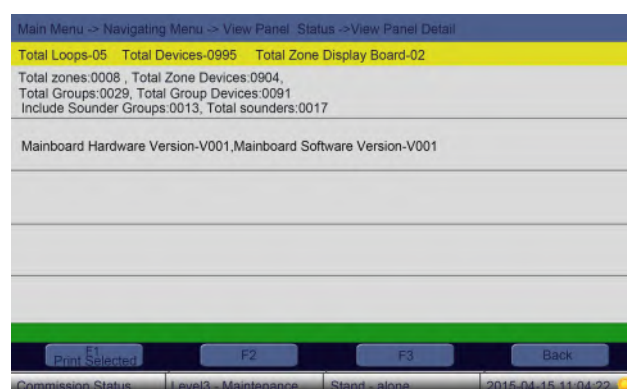 Main Menu -> Navigating Menu -> View Panel Status ->View Panel Detail
Total Loops-05 Total Devices-0995 Total Zone Display Board-02
Total zones:0008 , Total Zone Devices:0904,
Total Groups:0029, Total Group Devices:0091
Include Sounder Groups:0013, Total sounders:0017
Mainboard Hardware Version-V001,Mainboard Software Version-V001
F1 F2 F3 Back
Print Selected
Commission Status Level3 - Maintenance Stand - alone 2015-04-15 11:04:22